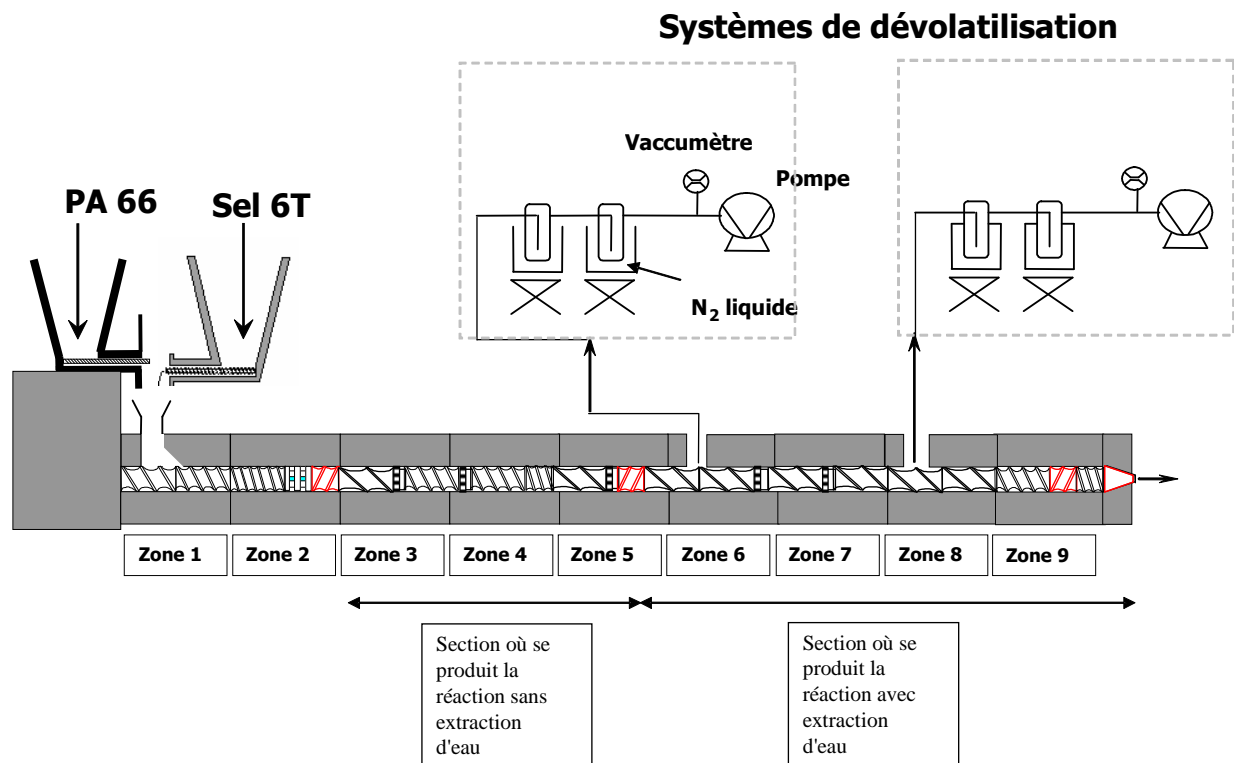 Systèmes de dévolatilisation
Vaccumètre
Pompe
PA 66
Sel 6T
N2 liquide
Zone 1
Zone 2
Zone 3
Zone 4
Zone 5
Zone 6
Zone 7
Zone 8
Zone 9
Section où se
produit la
réaction sans
extraction
d'eau
Section où se
produit la
réaction avec
extraction
d'eau